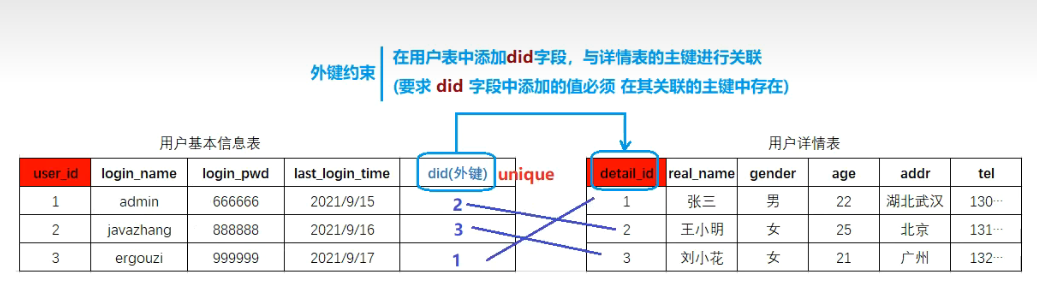 外键约束
在用户表中添加did字段，与详情表的主键进行关联
(要求 did 字段中添加的值必须 在其关联的主键中存在)
用户基本信息表
user_id login_name login_pwd last_login_time did(外键) unique
1 admin 666666 2021/9/15 2
2 javazhang 888888 2021/9/16 3
3 ergouzi 999999 2021/9/17 1
用户详情表
detail_id real_name gender age addr tel
1 张三 男 22 湖北武汉 130…
2 王小明 女 25 北京 131…
3 刘小花 女 21 广州 132…